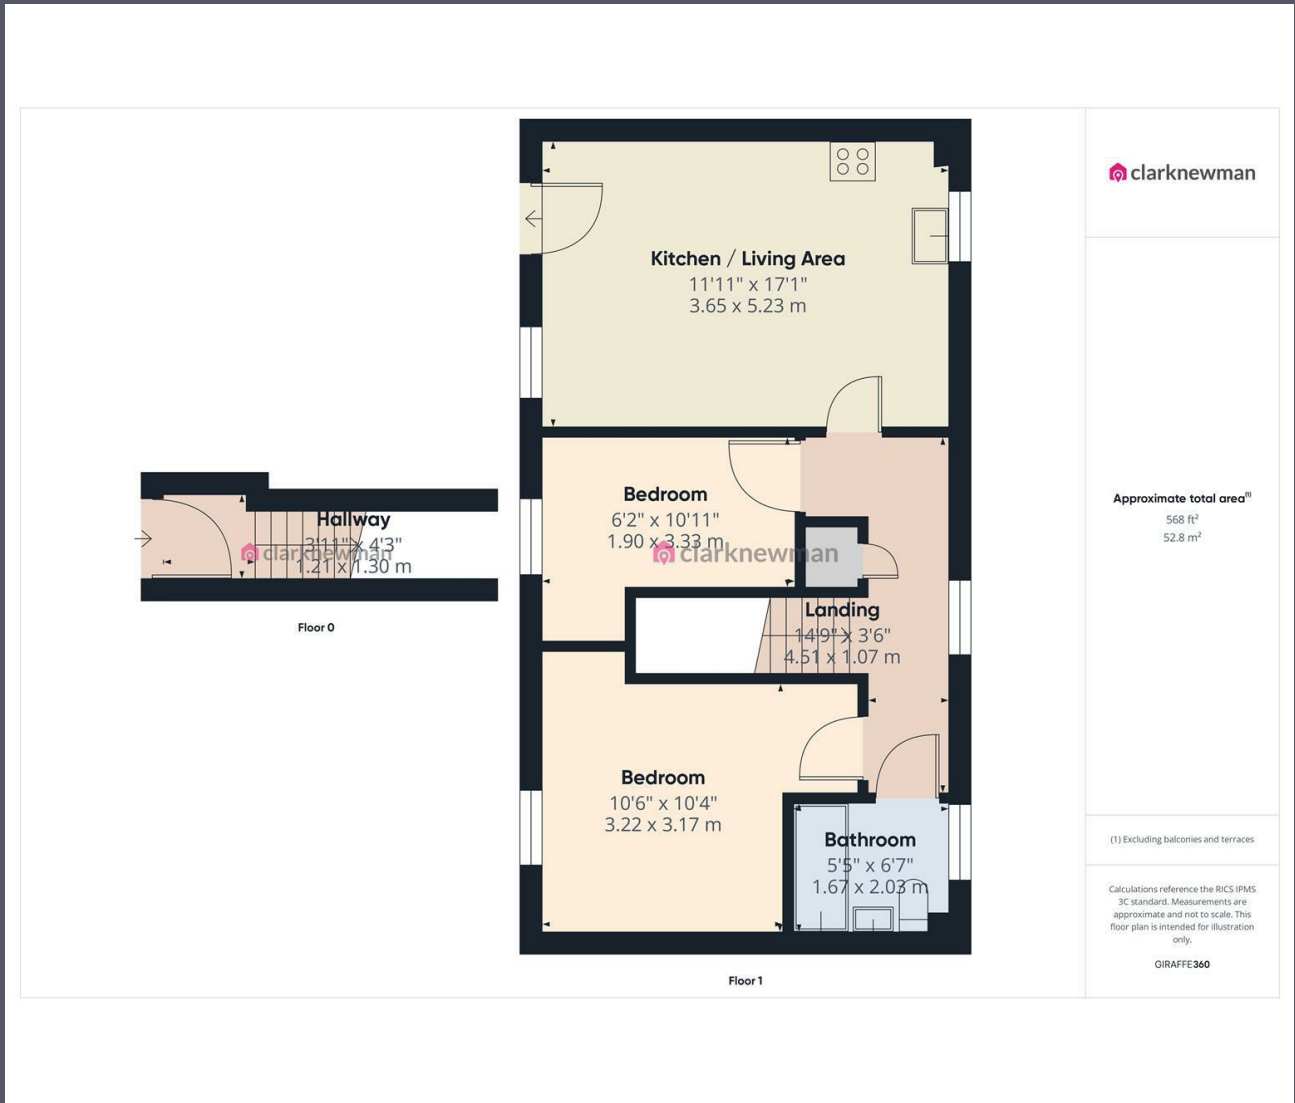 clarknewman
Kitchen / Living Area
11'11" x 17'1"
3.65 x 5.23 m
Bedroom
6'2" x 10'11"
1.90 x 3.33 m
clarknewman
Hallway
3'11" x 4'3"
clarknewman
1.21 x 1.30 m
Floor 0
Landing
14'9" x 3'6"
4.51 x 1.07 m
Bedroom
10'6" x 10'4"
3.22 x 3.17 m
Bathroom
5'5" x 6'7"
1.67 x 2.03 m
Floor 1
Approximate total area(1)
568 ft²
52.8 m²
(1) Excluding balconies and terraces
Calculations reference the RICS IPMS
3C standard. Measurements are
approximate and not to scale. This
floor plan is intended for illustration
only.
GIRAFFE360